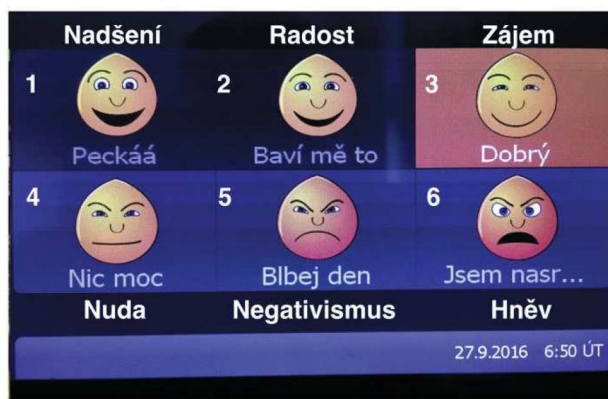 Nadšení Radost Zájem
1 2 3
Peckáá Baví mě to Dobrý
4 5 6
Nic moc Blbej den Jsem nasr...
Nuda Negativismus Hněv
27.9.2016 6:50 ÚT